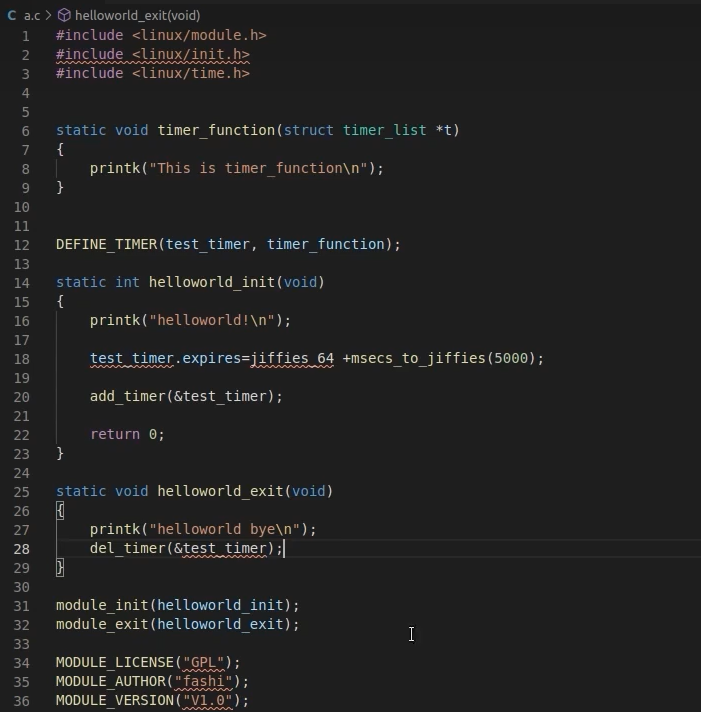 C a.c > helloworld_exit(void)
1 #include <linux/module.h>
2 #include <linux/init.h>
3 #include <linux/time.h>
4
5
6 static void timer_function(struct timer_list *t)
7 {
8 printk("This is timer_function\n");
9 }
10
11
12 DEFINE_TIMER(test_timer, timer_function);
13
14 static int helloworld_init(void)
15 {
16 printk("helloworld!\n");
17
18 test_timer.expires=jiffies_64 +msecs_to_jiffies(5000);
19
20 add_timer(&test_timer);
21
22 return 0;
23 }
24
25 static void helloworld_exit(void)
26 {
27 printk("helloworld bye\n");
28 del_timer(&test_timer);
29 }
30
31 module_init(helloworld_init);
32 module_exit(helloworld_exit);
33
34 MODULE_LICENSE("GPL");
35 MODULE_AUTHOR("fashi");
36 MODULE_VERSION("V1.0");